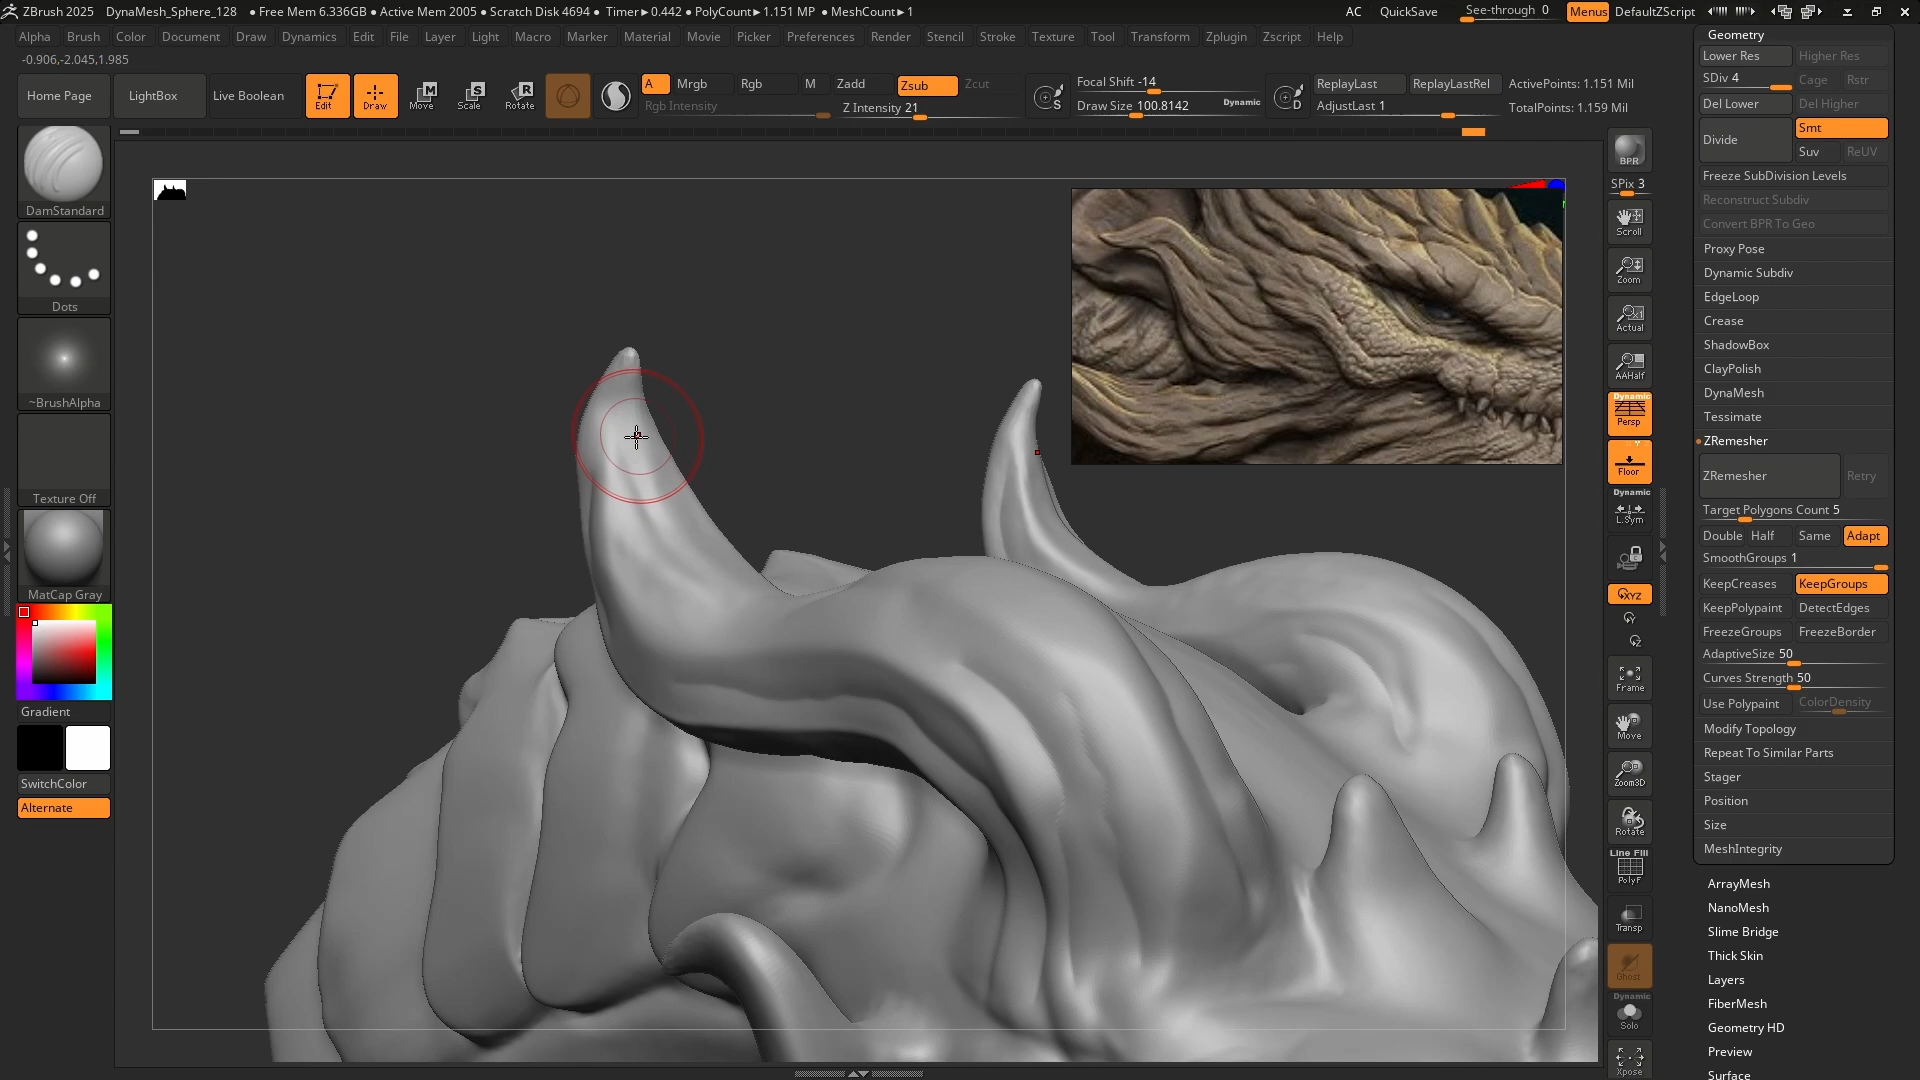 ZBrush 2025 DynaMesh_Sphere_128 ● Free Mem 6.336GB ● Active Mem 2005 ● Scratch Disk 4694 ● Timer▶0.442 ● PolyCount▶1.151 MP ● MeshCount▶1 AC QuickSave See-through 0 Menus DefaultZScript
Alpha Brush Color Document Draw Dynamics Edit File Layer Light Macro Marker Material Movie Picker Preferences Render Stencil Stroke Texture Tool Transform Zplugin Zscript Help
-0.906,-2.045,1.985
Home Page LightBox Live Boolean Edit Draw Move Scale Rotate
A Mrgb Rgb M Zadd Zsub Zcut
Rgb Intensity Z Intensity 21
Focal Shift -14
Draw Size 100.8142 Dynamic
S
D
ReplayLast ReplayLastRel ActivePoints: 1.151 Mil
AdjustLast 1 TotalPoints: 1.159 Mil
DamStandard
Dots
~BrushAlpha
Texture Off
MatCap Gray
Gradient
SwitchColor
Alternate
BPR
SPix 3
Scroll
Zoom
Actual
AAHalf
Dynamic
Persp
Floor
Dynamic
L.Sym
XYZ
Y
Z
Frame
Move
Zoom3D
Rotate
Line Fill
PolyF
Transp
Ghost
Dynamic
Solo
Xpose
Geometry
Lower Res Higher Res
SDiv 4 Cage Rstr
Del Lower Del Higher
Divide Smt
Suv ReUV
Freeze SubDivision Levels
Reconstruct Subdiv
Convert BPR To Geo
Proxy Pose
Dynamic Subdiv
EdgeLoop
Crease
ShadowBox
ClayPolish
DynaMesh
Tessimate
ZRemesher
ZRemesher Retry
Target Polygons Count 5
Double Half Same Adapt
SmoothGroups 1
KeepCreases KeepGroups
KeepPolypaint DetectEdges
FreezeGroups FreezeBorder
AdaptiveSize 50
Curves Strength 50
Use Polypaint ColorDensity
Modify Topology
Repeat To Similar Parts
Stager
Position
Size
MeshIntegrity
ArrayMesh
NanoMesh
Slime Bridge
Thick Skin
Layers
FiberMesh
Geometry HD
Preview
Surface